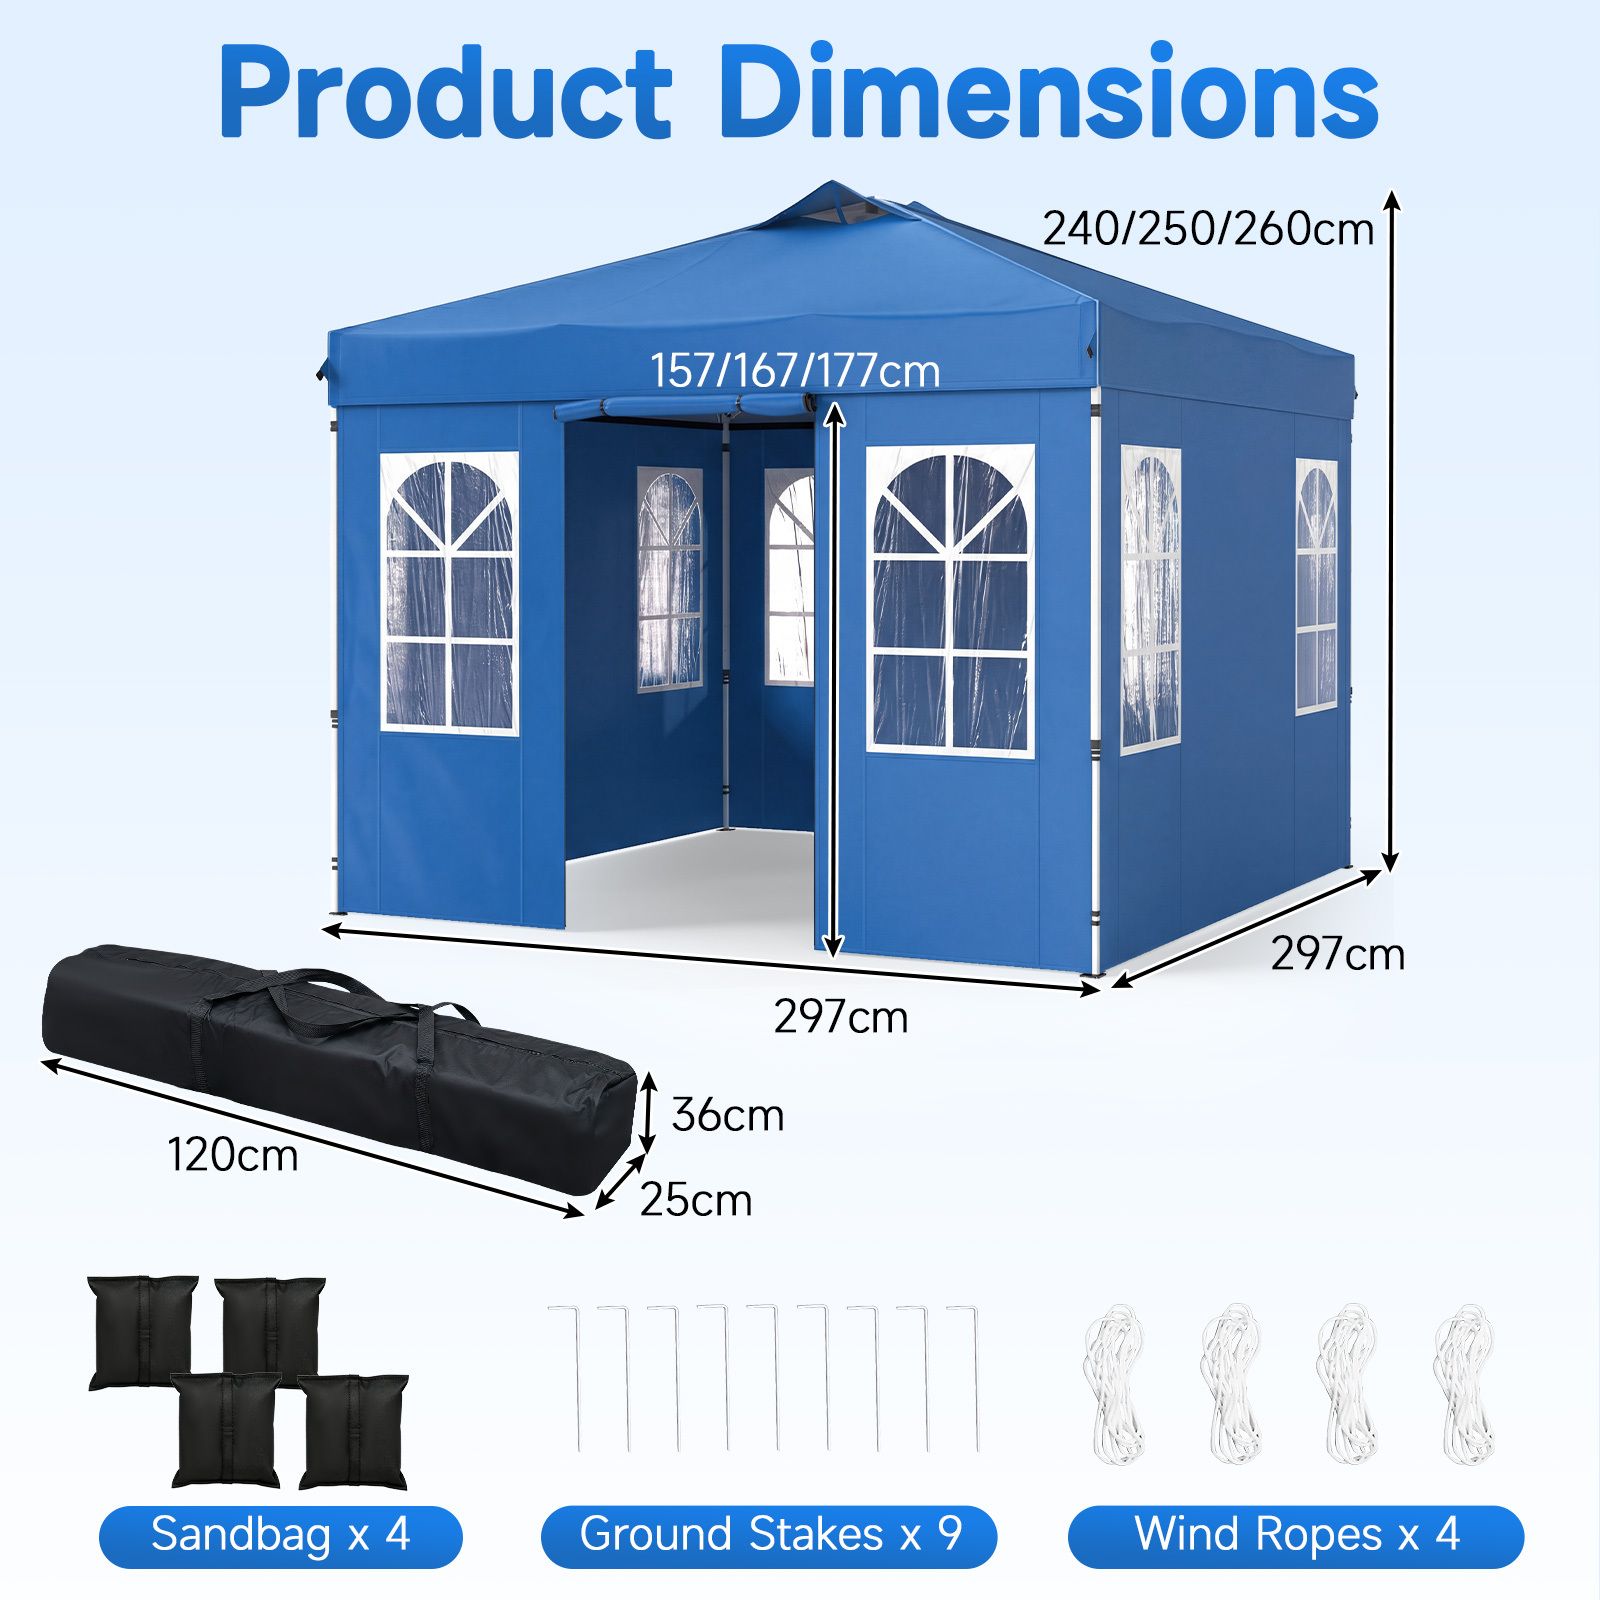 Product Dimensions
240/250/260cm
157/167/177cm
297cm
297cm
36cm
120cm
25cm
Sandbag x 4
Ground Stakes x 9
Wind Ropes x 4